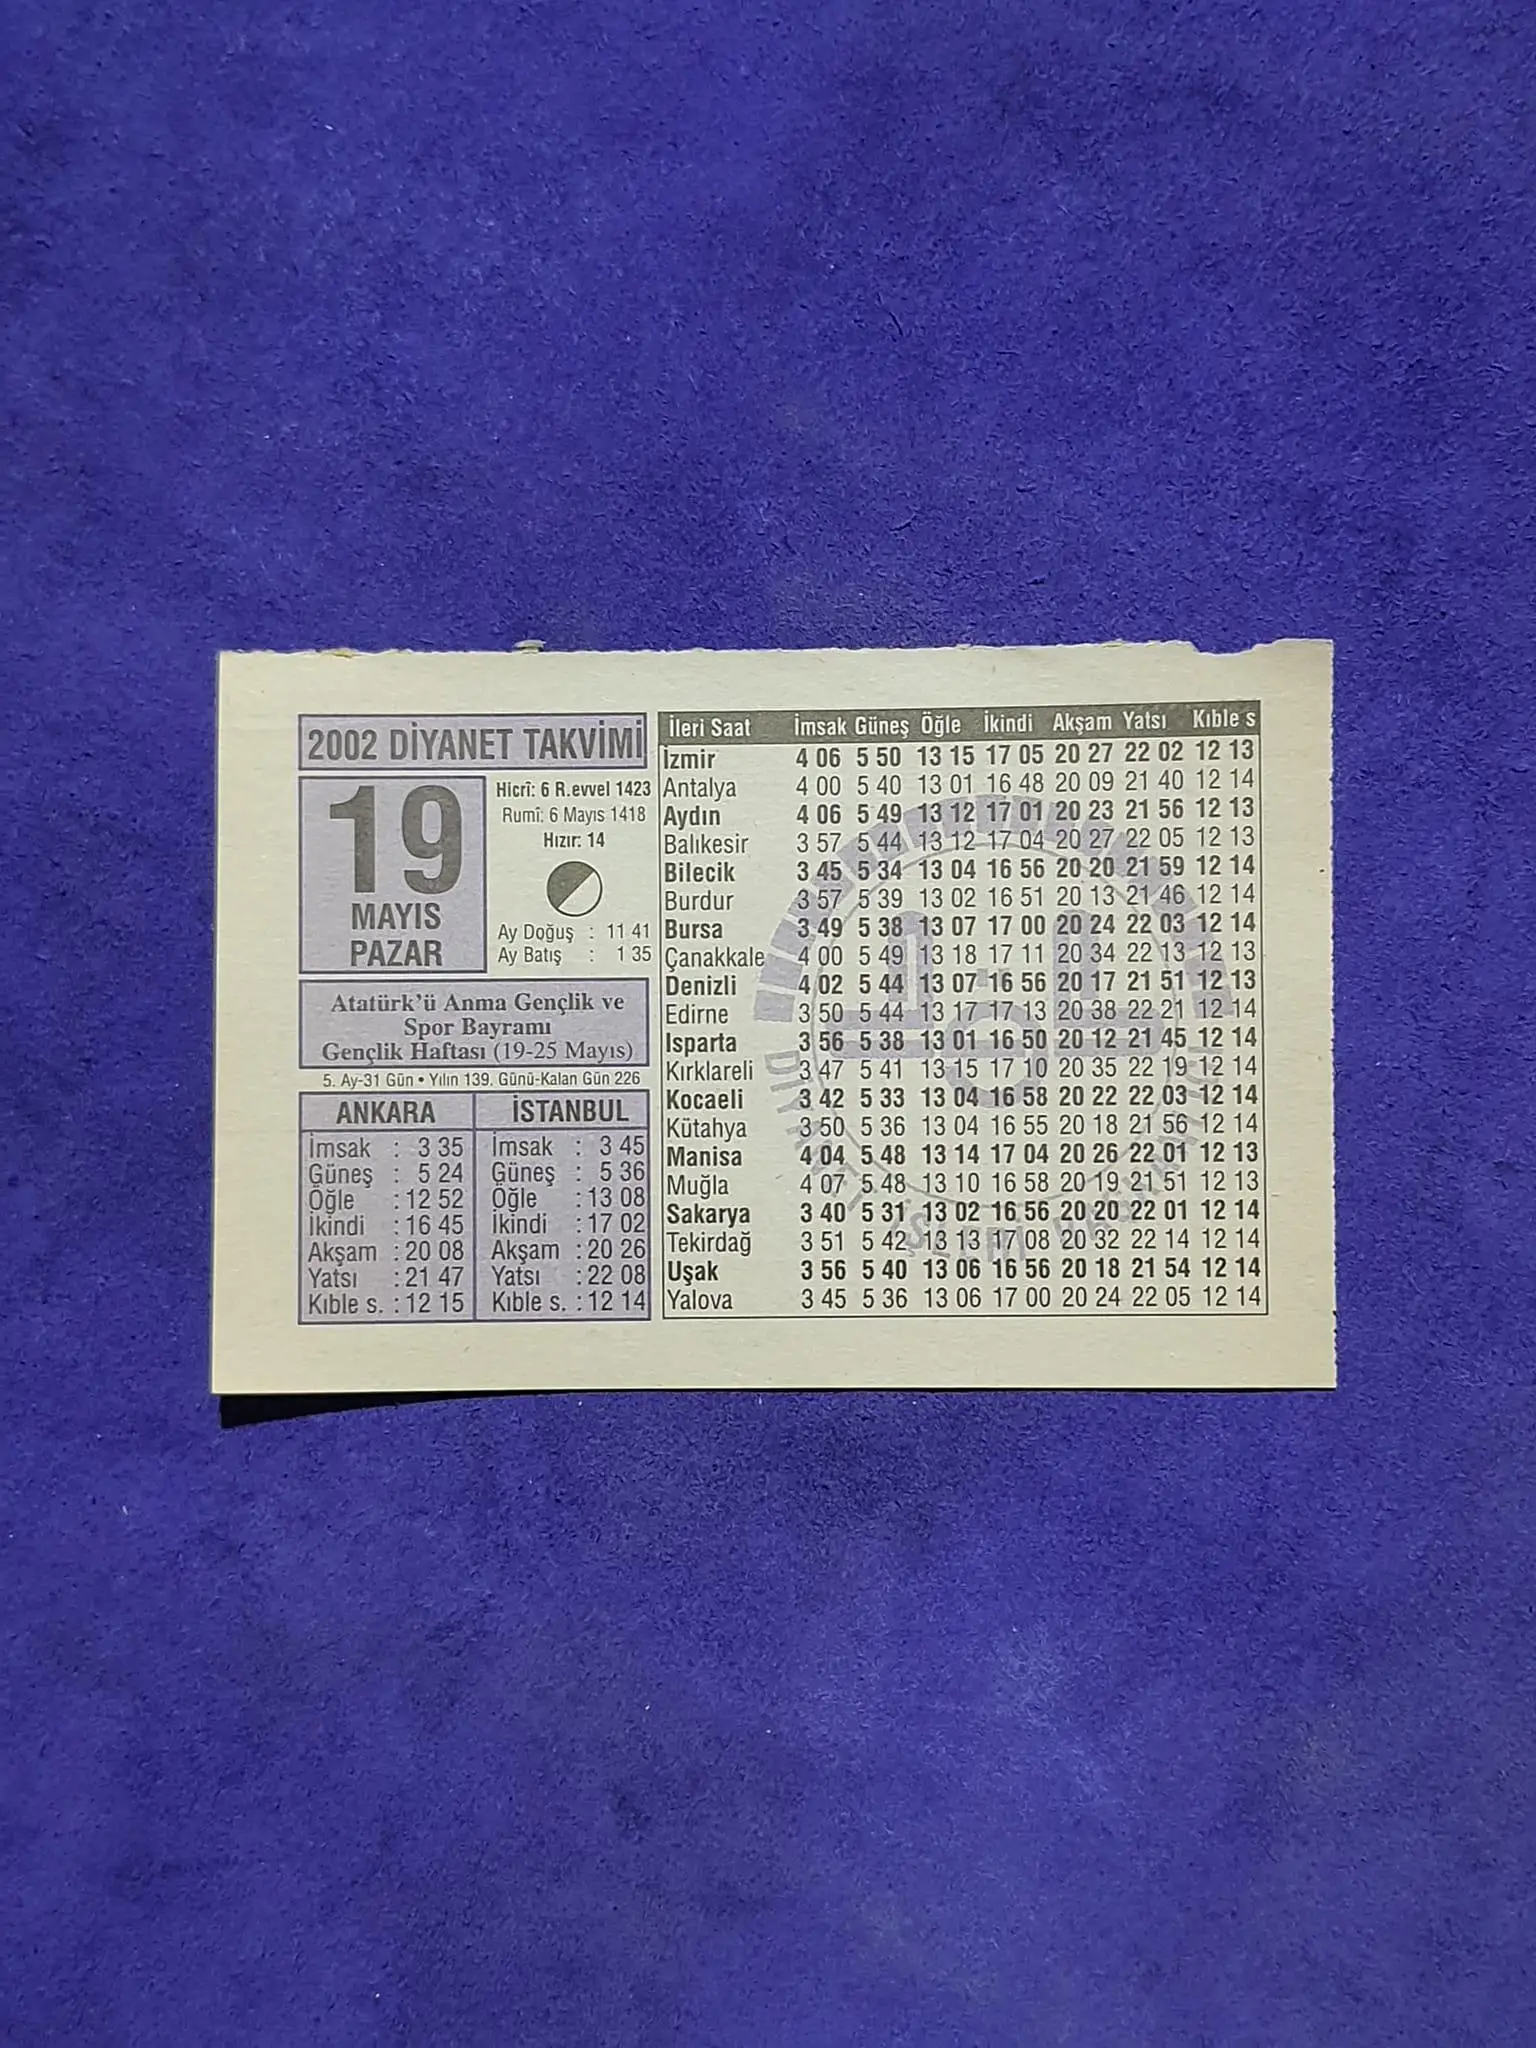 2002 DİYANET TAKVİMİ
19
MAYIS
PAZAR
Hicrî: 6 R.evvel 1423
Rumî: 6 Mayıs 1418
Hızır: 14
Ay Doğuş : 11 41
Ay Batış : 1 35
Atatürk'ü Anma Gençlik ve
Spor Bayramı
Gençlik Haftası (19-25 Mayıs)
5. Ay-31 Gün • Yılın 139. Günü-Kalan Gün 226
ANKARA
İmsak : 3 35
Güneş : 5 24
Öğle : 12 52
İkindi : 16 45
Akşam : 20 08
Yatsı : 21 47
Kıble s. : 12 15
İSTANBUL
İmsak : 3 45
Güneş : 5 36
Öğle : 13 08
İkindi : 17 02
Akşam : 20 26
Yatsı : 22 08
Kıble s. : 12 14
İleri Saat İmsak Güneş Öğle İkindi Akşam Yatsı Kıble s
İzmir 4 06 5 50 13 15 17 05 20 27 22 02 12 13
Antalya 4 00 5 40 13 01 16 48 20 09 21 40 12 14
Aydın 4 06 5 49 13 12 17 01 20 23 21 56 12 13
Balıkesir 3 57 5 44 13 12 17 04 20 27 22 05 12 13
Bilecik 3 45 5 34 13 04 16 56 20 20 21 59 12 14
Burdur 3 57 5 39 13 02 16 51 20 13 21 46 12 14
Bursa 3 49 5 38 13 07 17 00 20 24 22 03 12 14
Çanakkale 4 00 5 49 13 18 17 11 20 34 22 13 12 13
Denizli 4 02 5 44 13 07 16 56 20 17 21 51 12 13
Edirne 3 50 5 44 13 17 17 13 20 38 22 21 12 14
Isparta 3 56 5 38 13 01 16 50 20 12 21 45 12 14
Kırklareli 3 47 5 41 13 15 17 10 20 35 22 19 12 14
Kocaeli 3 42 5 33 13 04 16 58 20 22 22 03 12 14
Kütahya 3 50 5 36 13 04 16 55 20 18 21 56 12 14
Manisa 4 04 5 48 13 14 17 04 20 26 22 01 12 13
Muğla 4 07 5 48 13 10 16 58 20 19 21 51 12 13
Sakarya 3 40 5 31 13 02 16 56 20 20 22 01 12 14
Tekirdağ 3 51 5 42 13 13 17 08 20 32 22 14 12 14
Uşak 3 56 5 40 13 06 16 56 20 18 21 54 12 14
Yalova 3 45 5 36 13 06 17 00 20 24 22 05 12 14
DİYANET İŞLERİ